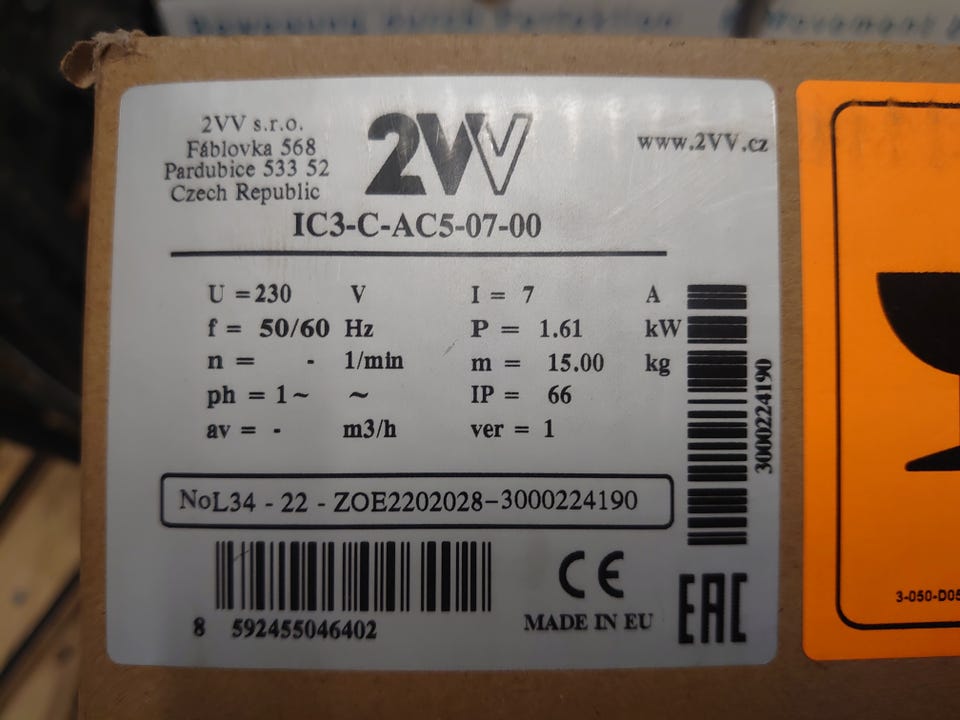 Movement
2VV s.r.o.
Fáblovka 568
Pardubice 533 52
Czech Republic
2VV
www.2VV.cz
IC3-C-AC5-07-00
U = 230 V I = 7 A
f = 50/60 Hz P = 1.61 kW
n = - 1/min m = 15.00 kg
ph = 1~ ~ IP = 66
av = - m3/h ver = 1
3000224190
NoL34 - 22 - ZOE2202028-3000224190
8 592455046402
CE
MADE IN EU
EAC
3-050-D05